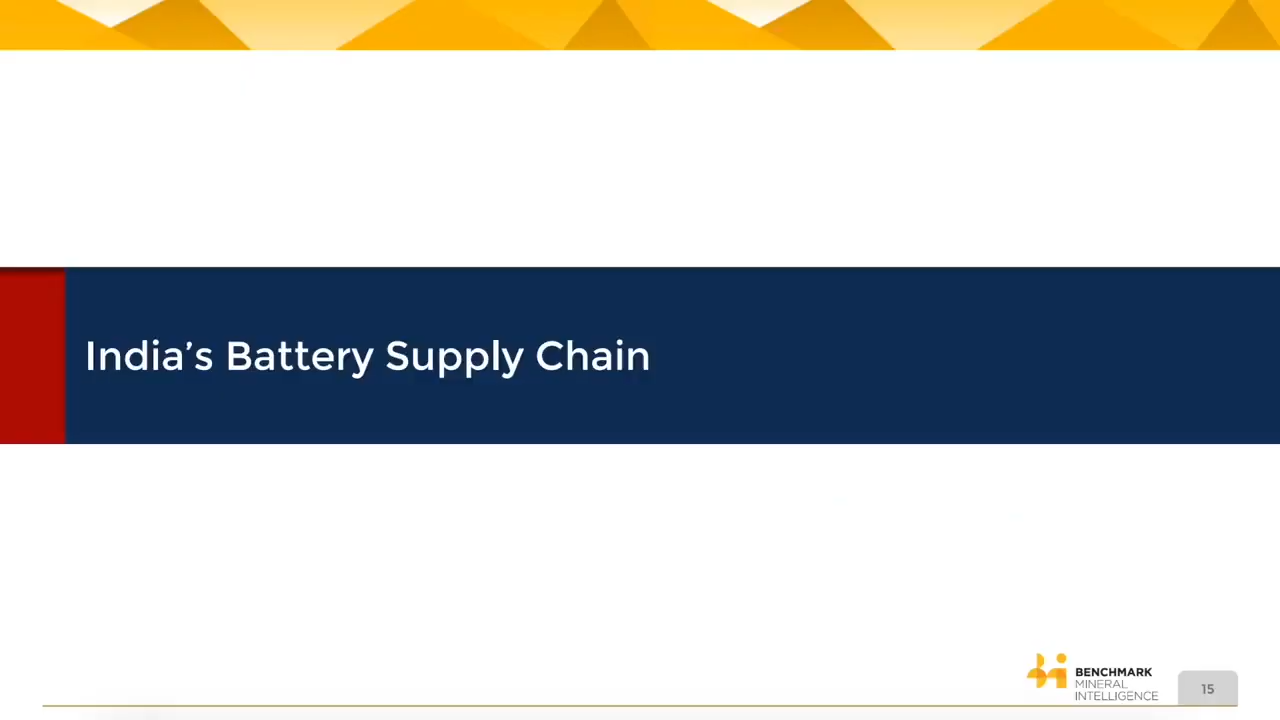 India’s Battery Supply Chain
BENCHMARK
MINERAL
INTELLIGENCE
15